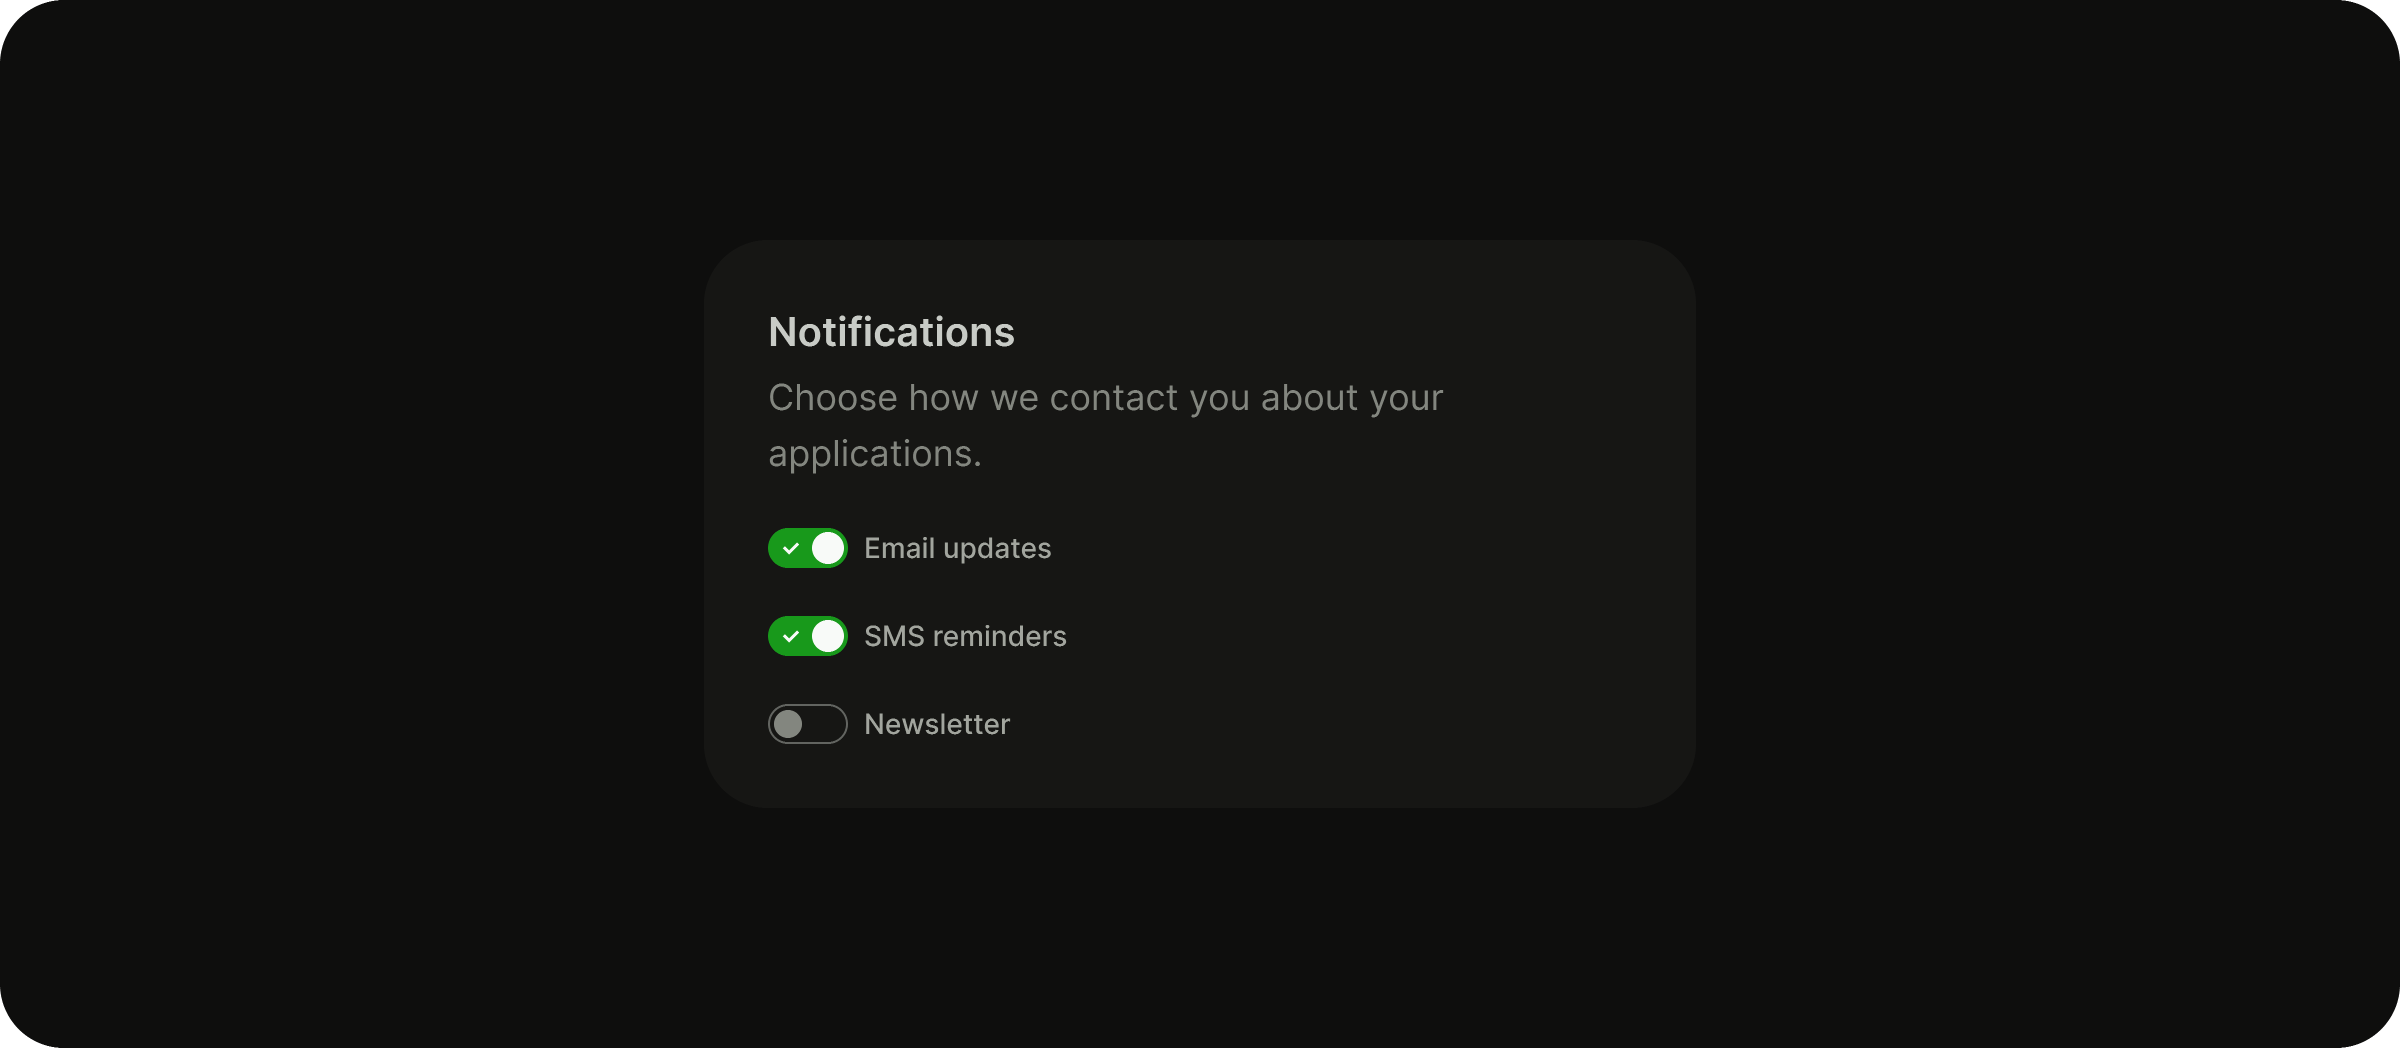 Notifications
Choose how we contact you about your
applications.
Email updates
SMS reminders
Newsletter